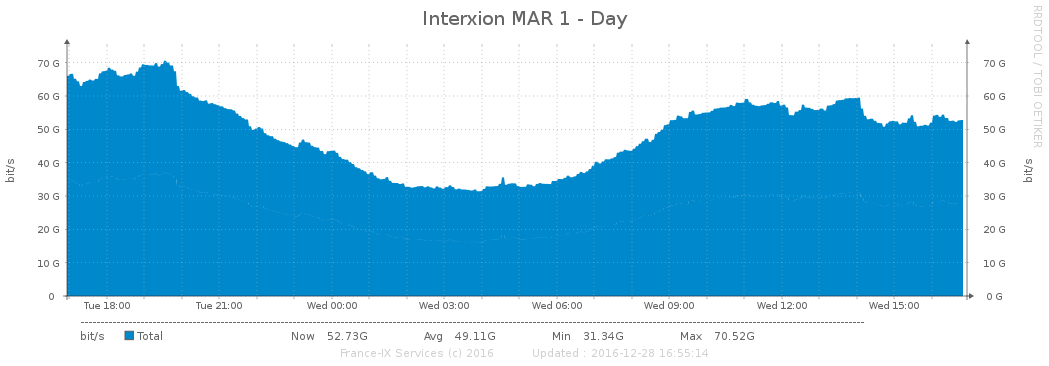 Interxion MAR 1 - Day
RRDTOOL / TOBI OETIKER
bit/s
70 G 70 G
60 G 60 G
50 G 50 G
40 G 40 G
30 G 30 G
20 G 20 G
10 G 10 G
0 0 G
bit/s
Tue 18:00 Tue 21:00 Wed 00:00 Wed 03:00 Wed 06:00 Wed 09:00 Wed 12:00 Wed 15:00
bit/s Total Now 52.73G Avg 49.11G Min 31.34G Max 70.52G
France-IX Services (c) 2016 Updated : 2016-12-28 16:55:14